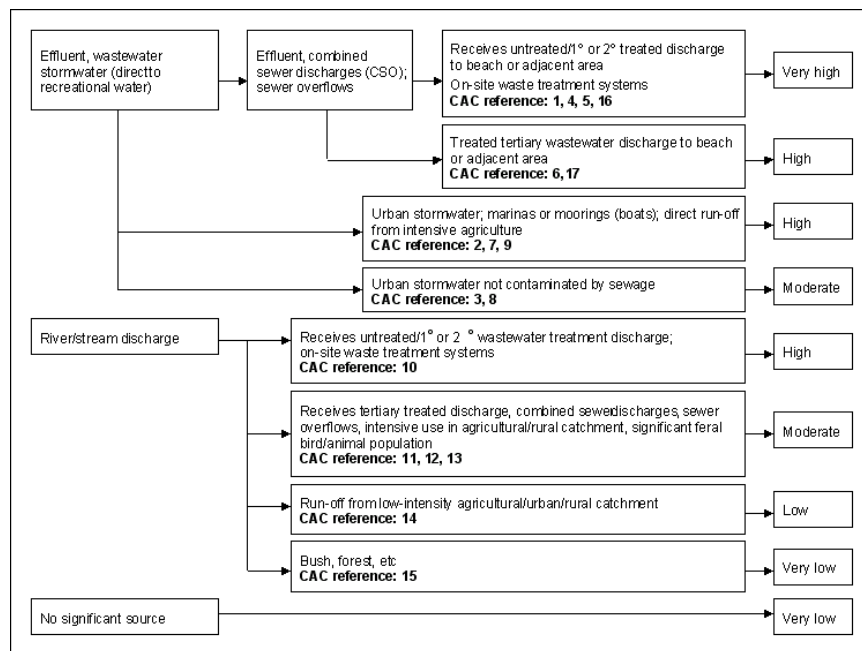 Effluent, wastewater
stormwater (directto
recreational water)
Effluent, combined
sewer discharges (CSO);
sewer overflows
Receives untreated/1° or 2° treated discharge
to beach or adjacent area
On-site waste treatment systems
CAC reference: 1, 4, 5, 16
Very high
Treated tertiary wastewater discharge to beach
or adjacent area
CAC reference: 6, 17
High
Urban stormwater; marinas or moorings (boats); direct run-off
from intensive agriculture
CAC reference: 2, 7, 9
High
Urban stormwater not contaminated by sewage
CAC reference: 3, 8
Moderate
River/stream discharge
Receives untreated/1° or 2 ° wastewater treatment discharge;
on-site waste treatment systems
CAC reference: 10
High
Receives tertiary treated discharge, combined sewedischarges, sewer
overflows, intensive use in agricultural/rural catchment, significant feral
bird/animal population
CAC reference: 11, 12, 13
Moderate
Run-off from low-intensity agricultural/urban/rural catchment
CAC reference: 14
Low
Bush, forest, etc
CAC reference: 15
Very low
No significant source
Very low